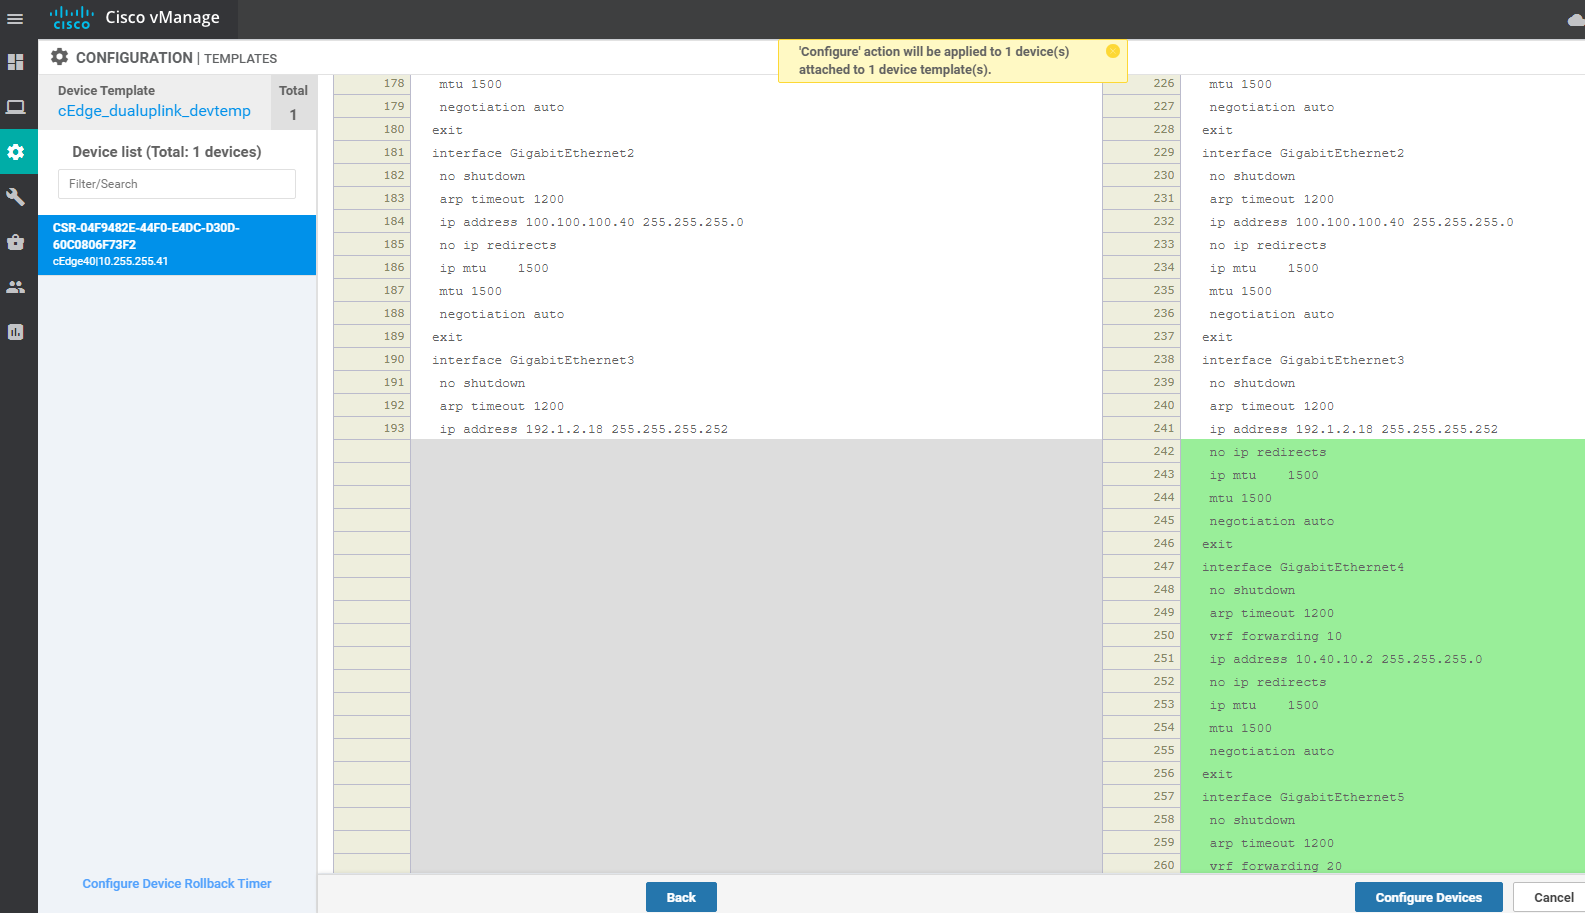 CISCO Cisco vManage
CONFIGURATION | TEMPLATES
'Configure' action will be applied to 1 device(s)
attached to 1 device template(s).
Device Template
cEdge_dualuplink_devtemp
Total
1
Device list (Total: 1 devices)
Filter/Search
CSR-04F9482E-44F0-E4DC-D30D-
60C0806F73F2
cEdge40|10.255.255.41
Configure Device Rollback Timer
178 mtu 1500
179 negotiation auto
180 exit
181 interface GigabitEthernet2
182 no shutdown
183 arp timeout 1200
184 ip address 100.100.100.40 255.255.255.0
185 no ip redirects
186 ip mtu    1500
187 mtu 1500
188 negotiation auto
189 exit
190 interface GigabitEthernet3
191 no shutdown
192 arp timeout 1200
193 ip address 192.1.2.18 255.255.255.252
226 mtu 1500
227 negotiation auto
228 exit
229 interface GigabitEthernet2
230 no shutdown
231 arp timeout 1200
232 ip address 100.100.100.40 255.255.255.0
233 no ip redirects
234 ip mtu    1500
235 mtu 1500
236 negotiation auto
237 exit
238 interface GigabitEthernet3
239 no shutdown
240 arp timeout 1200
241 ip address 192.1.2.18 255.255.255.252
242 no ip redirects
243 ip mtu    1500
244 mtu 1500
245 negotiation auto
246 exit
247 interface GigabitEthernet4
248 no shutdown
249 arp timeout 1200
250 vrf forwarding 10
251 ip address 10.40.10.2 255.255.255.0
252 no ip redirects
253 ip mtu    1500
254 mtu 1500
255 negotiation auto
256 exit
257 interface GigabitEthernet5
258 no shutdown
259 arp timeout 1200
260 vrf forwarding 20
Back
Configure Devices
Cancel